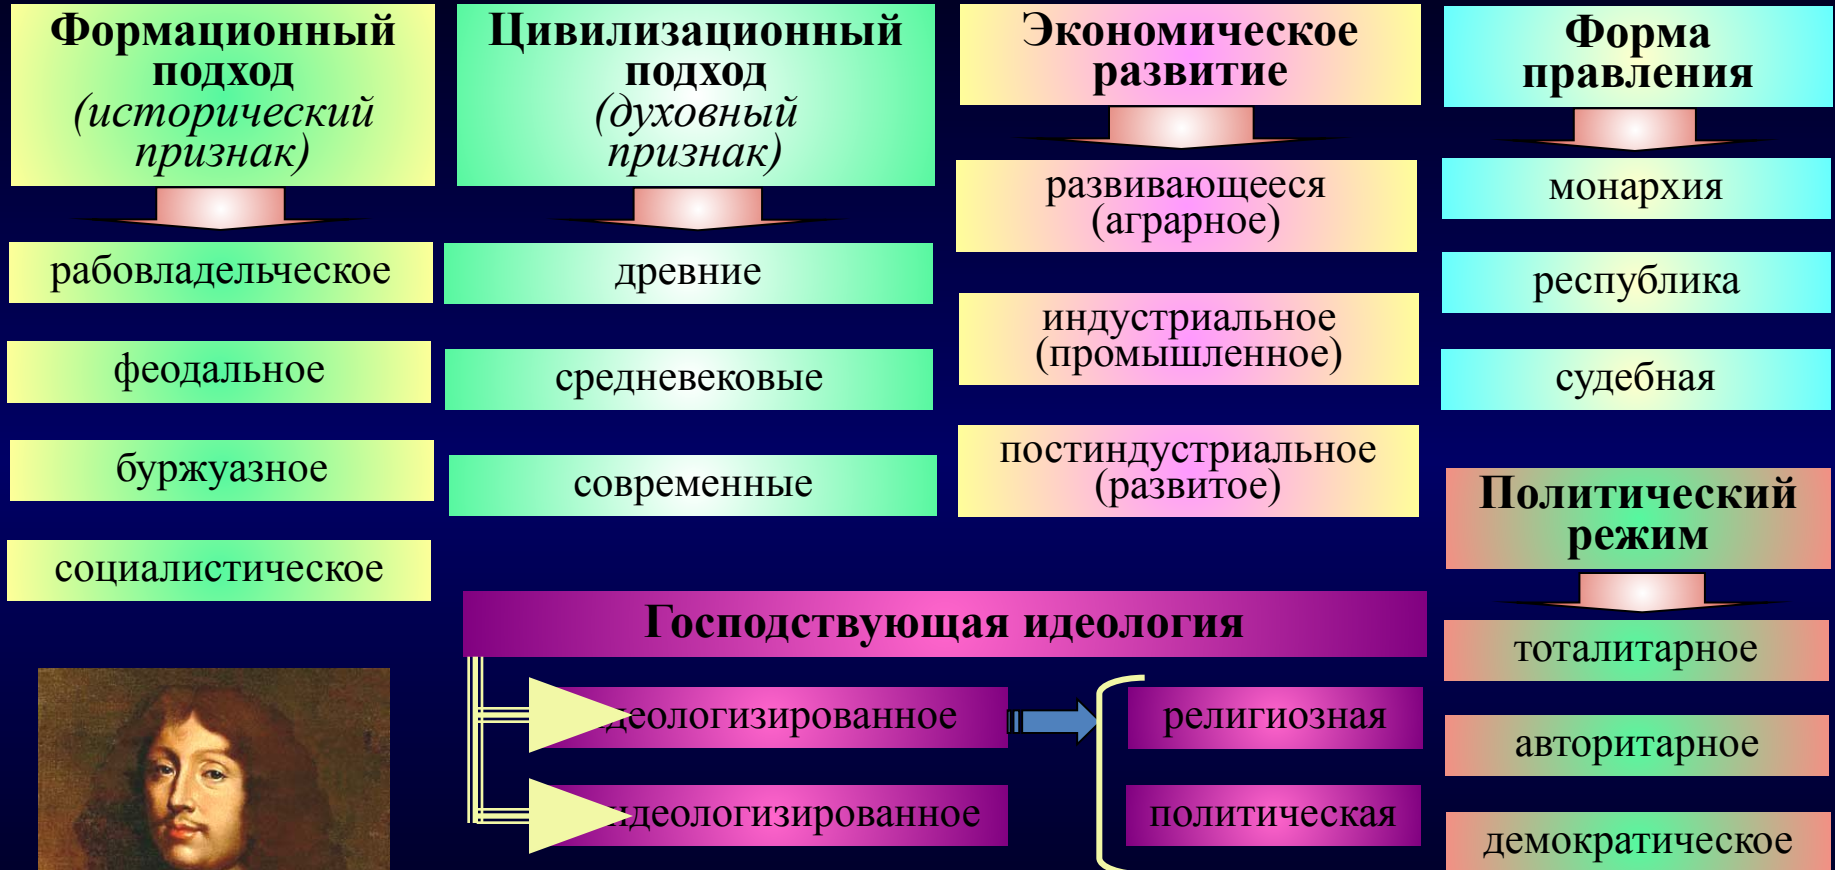 Формационный
подход
(исторический
признак)
рабовладельческое
феодальное
буржуазное
социалистическое
Цивилизационный
подход
(духовный
признак)
древние
средневековые
современные
Экономическое
развитие
развивающееся
(аграрное)
индустриальное
(промышленное)
постиндустриальное
(развитое)
Форма
правления
монархия
республика
судебная
Политический
режим
тоталитарное
авторитарное
демократическое
Господствующая идеология
деологизированное
идеологизированное
религиозная
политическая